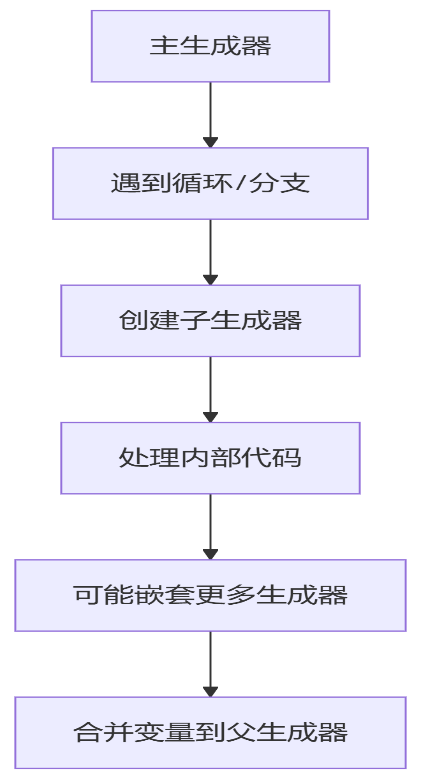 主生成器
遇到循环/分支
创建子生成器
处理内部代码
可能嵌套更多生成器
合并变量到父生成器